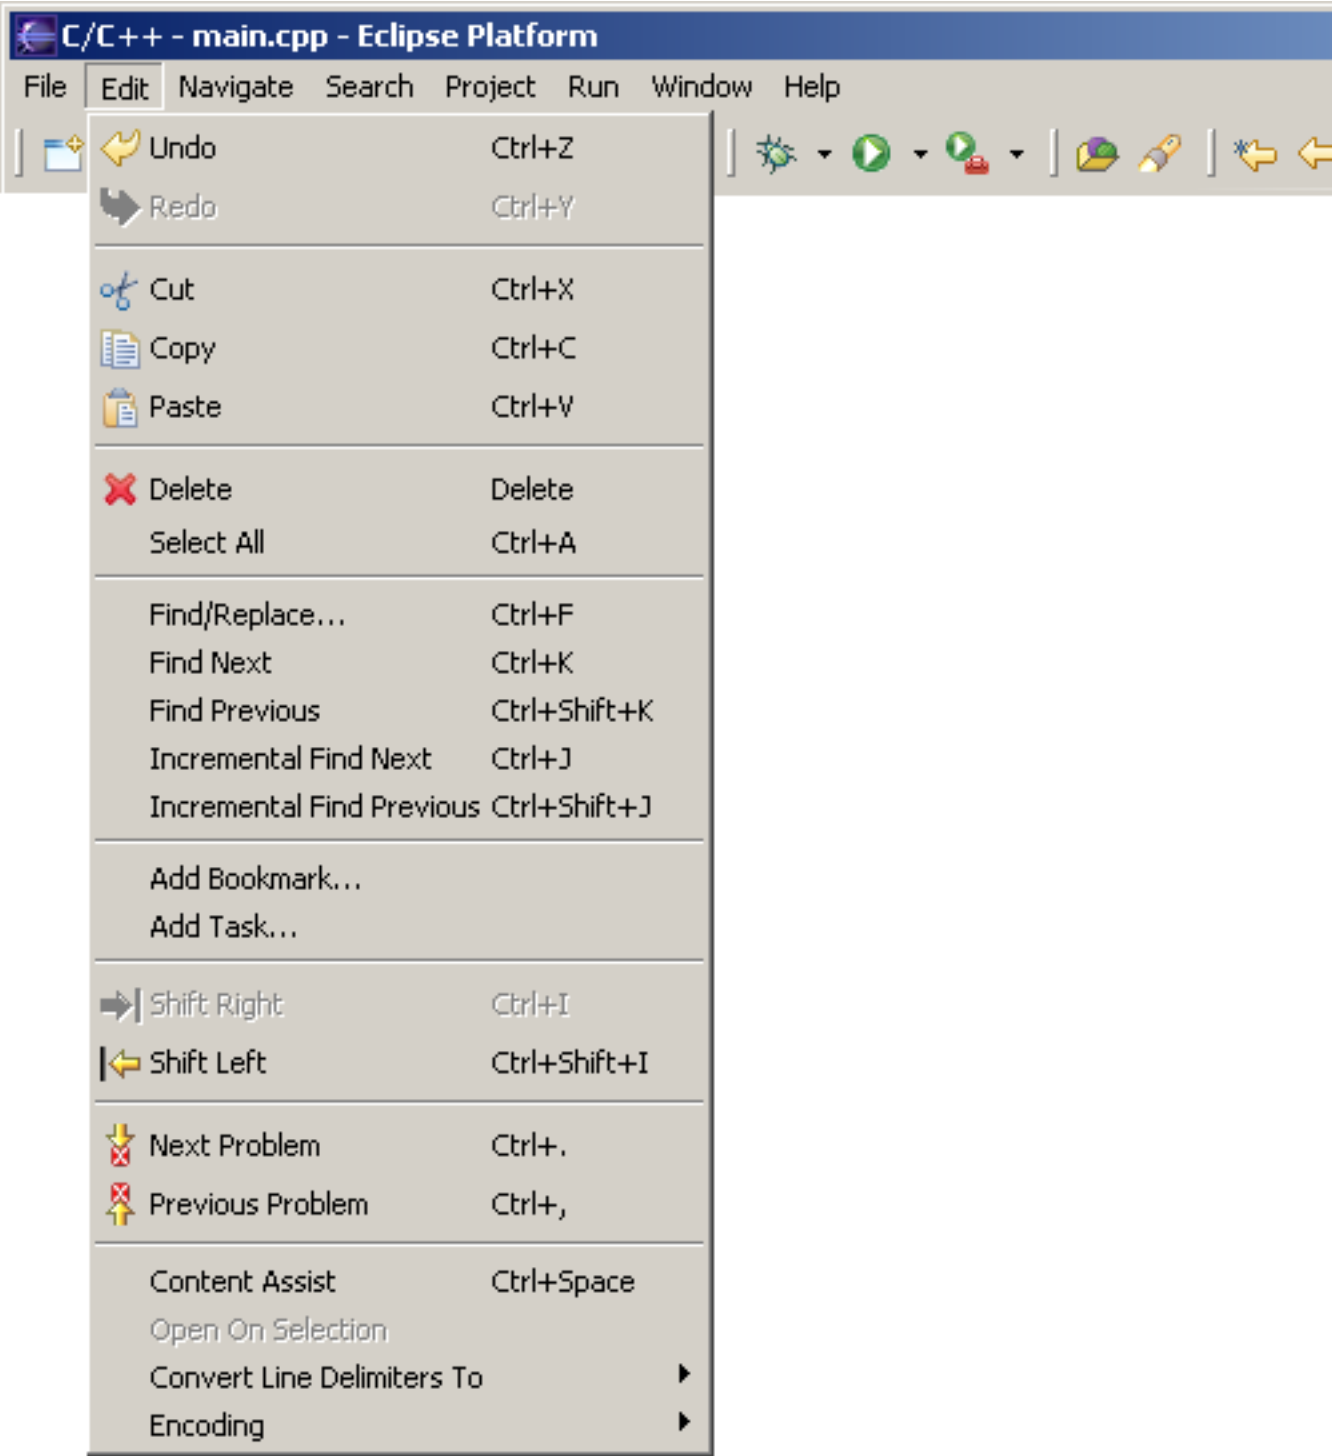 C/C++ - main.cpp - Eclipse Platform
File Edit Navigate Search Project Run Window Help
Undo Ctrl+Z
Redo Ctrl+Y
Cut Ctrl+X
Copy Ctrl+C
Paste Ctrl+V
Delete Delete
Select All Ctrl+A
Find/Replace... Ctrl+F
Find Next Ctrl+K
Find Previous Ctrl+Shift+K
Incremental Find Next Ctrl+J
Incremental Find Previous Ctrl+Shift+J
Add Bookmark...
Add Task...
Shift Right Ctrl+I
Shift Left Ctrl+Shift+I
Next Problem Ctrl+.
Previous Problem Ctrl+,
Content Assist Ctrl+Space
Open On Selection
Convert Line Delimiters To
Encoding